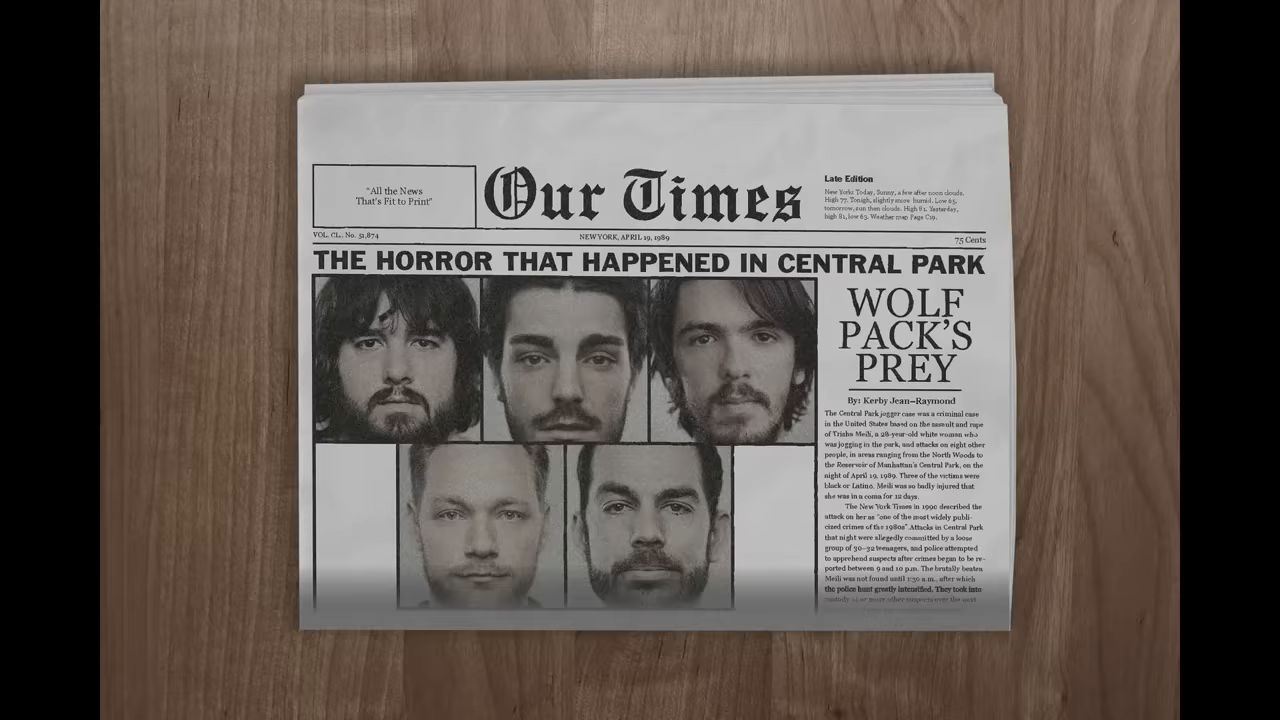 "All the News
That's Fit to Print"
Our Times
Late Edition
New York: Today, Sunny, a few after noon clouds.
High 77. Tonigh, slightly more humid. Low 65,
tomorrow, sun then clouds. High 81. Yesterday,
high 81, low 63. Weather map Page C19.
VOL. CL.. No. 51,874
NEW YORK, APRIL 19, 1989
75 Cents
THE HORROR THAT HAPPENED IN CENTRAL PARK
WOLF
PACK'S
PREY
By: Kerby Jean-Raymond
The Central Park jogger case was a criminal case
in the United States based on the assault and rape
of Trisha Meili, a 28-year-old white woman who
was jogging in the park, and attacks on eight other
people, in areas ranging from the North Woods to
the Reservoir of Manhattan's Central Park, on the
night of April 19, 1989. Three of the victims were
black or Latino. Meili was so badly injured that
she was in a coma for 12 days.
The New York Times in 1990 described the
attack on her as "one of the most widely publi-
cized crimes of the 1980s". Attacks in Central Park
that night were allegedly committed by a loose
group of 30-32 teenagers, and police attempted
to apprehend suspects after crimes began to be re-
ported between 9 and 10 p.m. The brutally beaten
Meili was not found until 1:30 a.m., after which
the police hunt greatly intensified. They took into
custody 14 or more other suspects over the next